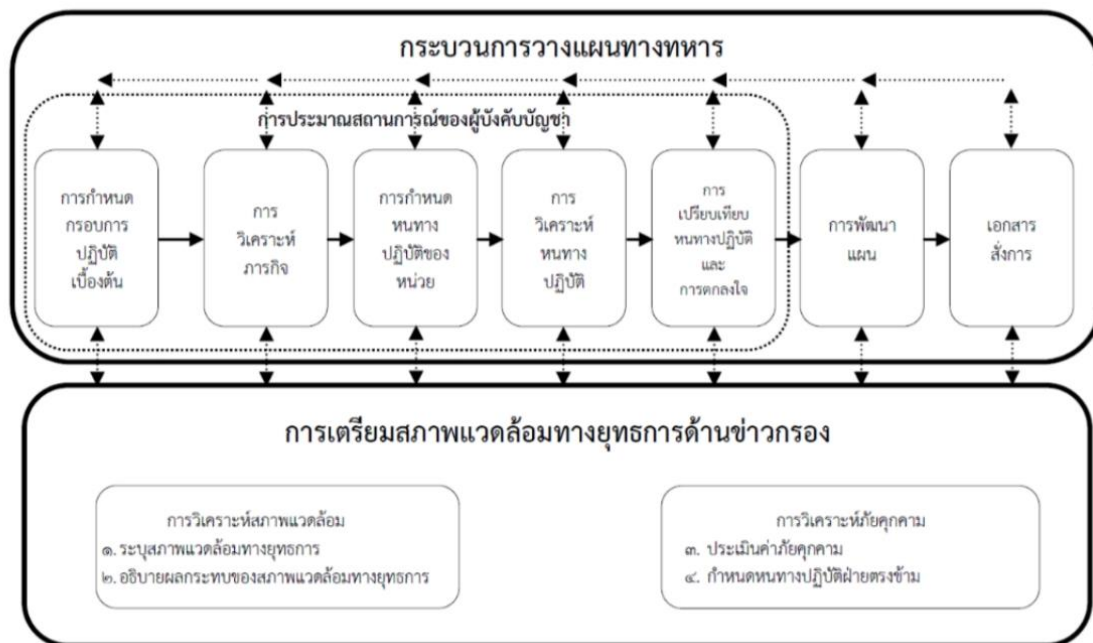 กระบวนการวางแผนทางทหาร
การประมาณสถานการณ์ของผู้บังคับบัญชา
การกำหนด
กรอบการ
ปฏิบัติ
เบื้องต้น
การ
วิเคราะห์
ภารกิจ
การกำหนด
หนทาง
ปฏิบัติของ
หน่วย
การ
วิเคราะห์
หนทาง
ปฏิบัติ
การ
เปรียบเทียบ
หนทางปฏิบัติ
และ
การตกลงใจ
การพัฒนา
แผน
เอกสาร
สั่งการ
การเตรียมสภาพแวดล้อมทางยุทธการด้านข่าวกรอง
การวิเคราะห์สภาพแวดล้อม
๑. ระบุสภาพแวดล้อมทางยุทธการ
๒. อธิบายผลกระทบของสภาพแวดล้อมทางยุทธการ
การวิเคราะห์ภัยคุกคาม
๓. ประเมินค่าภัยคุกคาม
๔. กำหนดหนทางปฏิบัติฝ่ายตรงข้าม